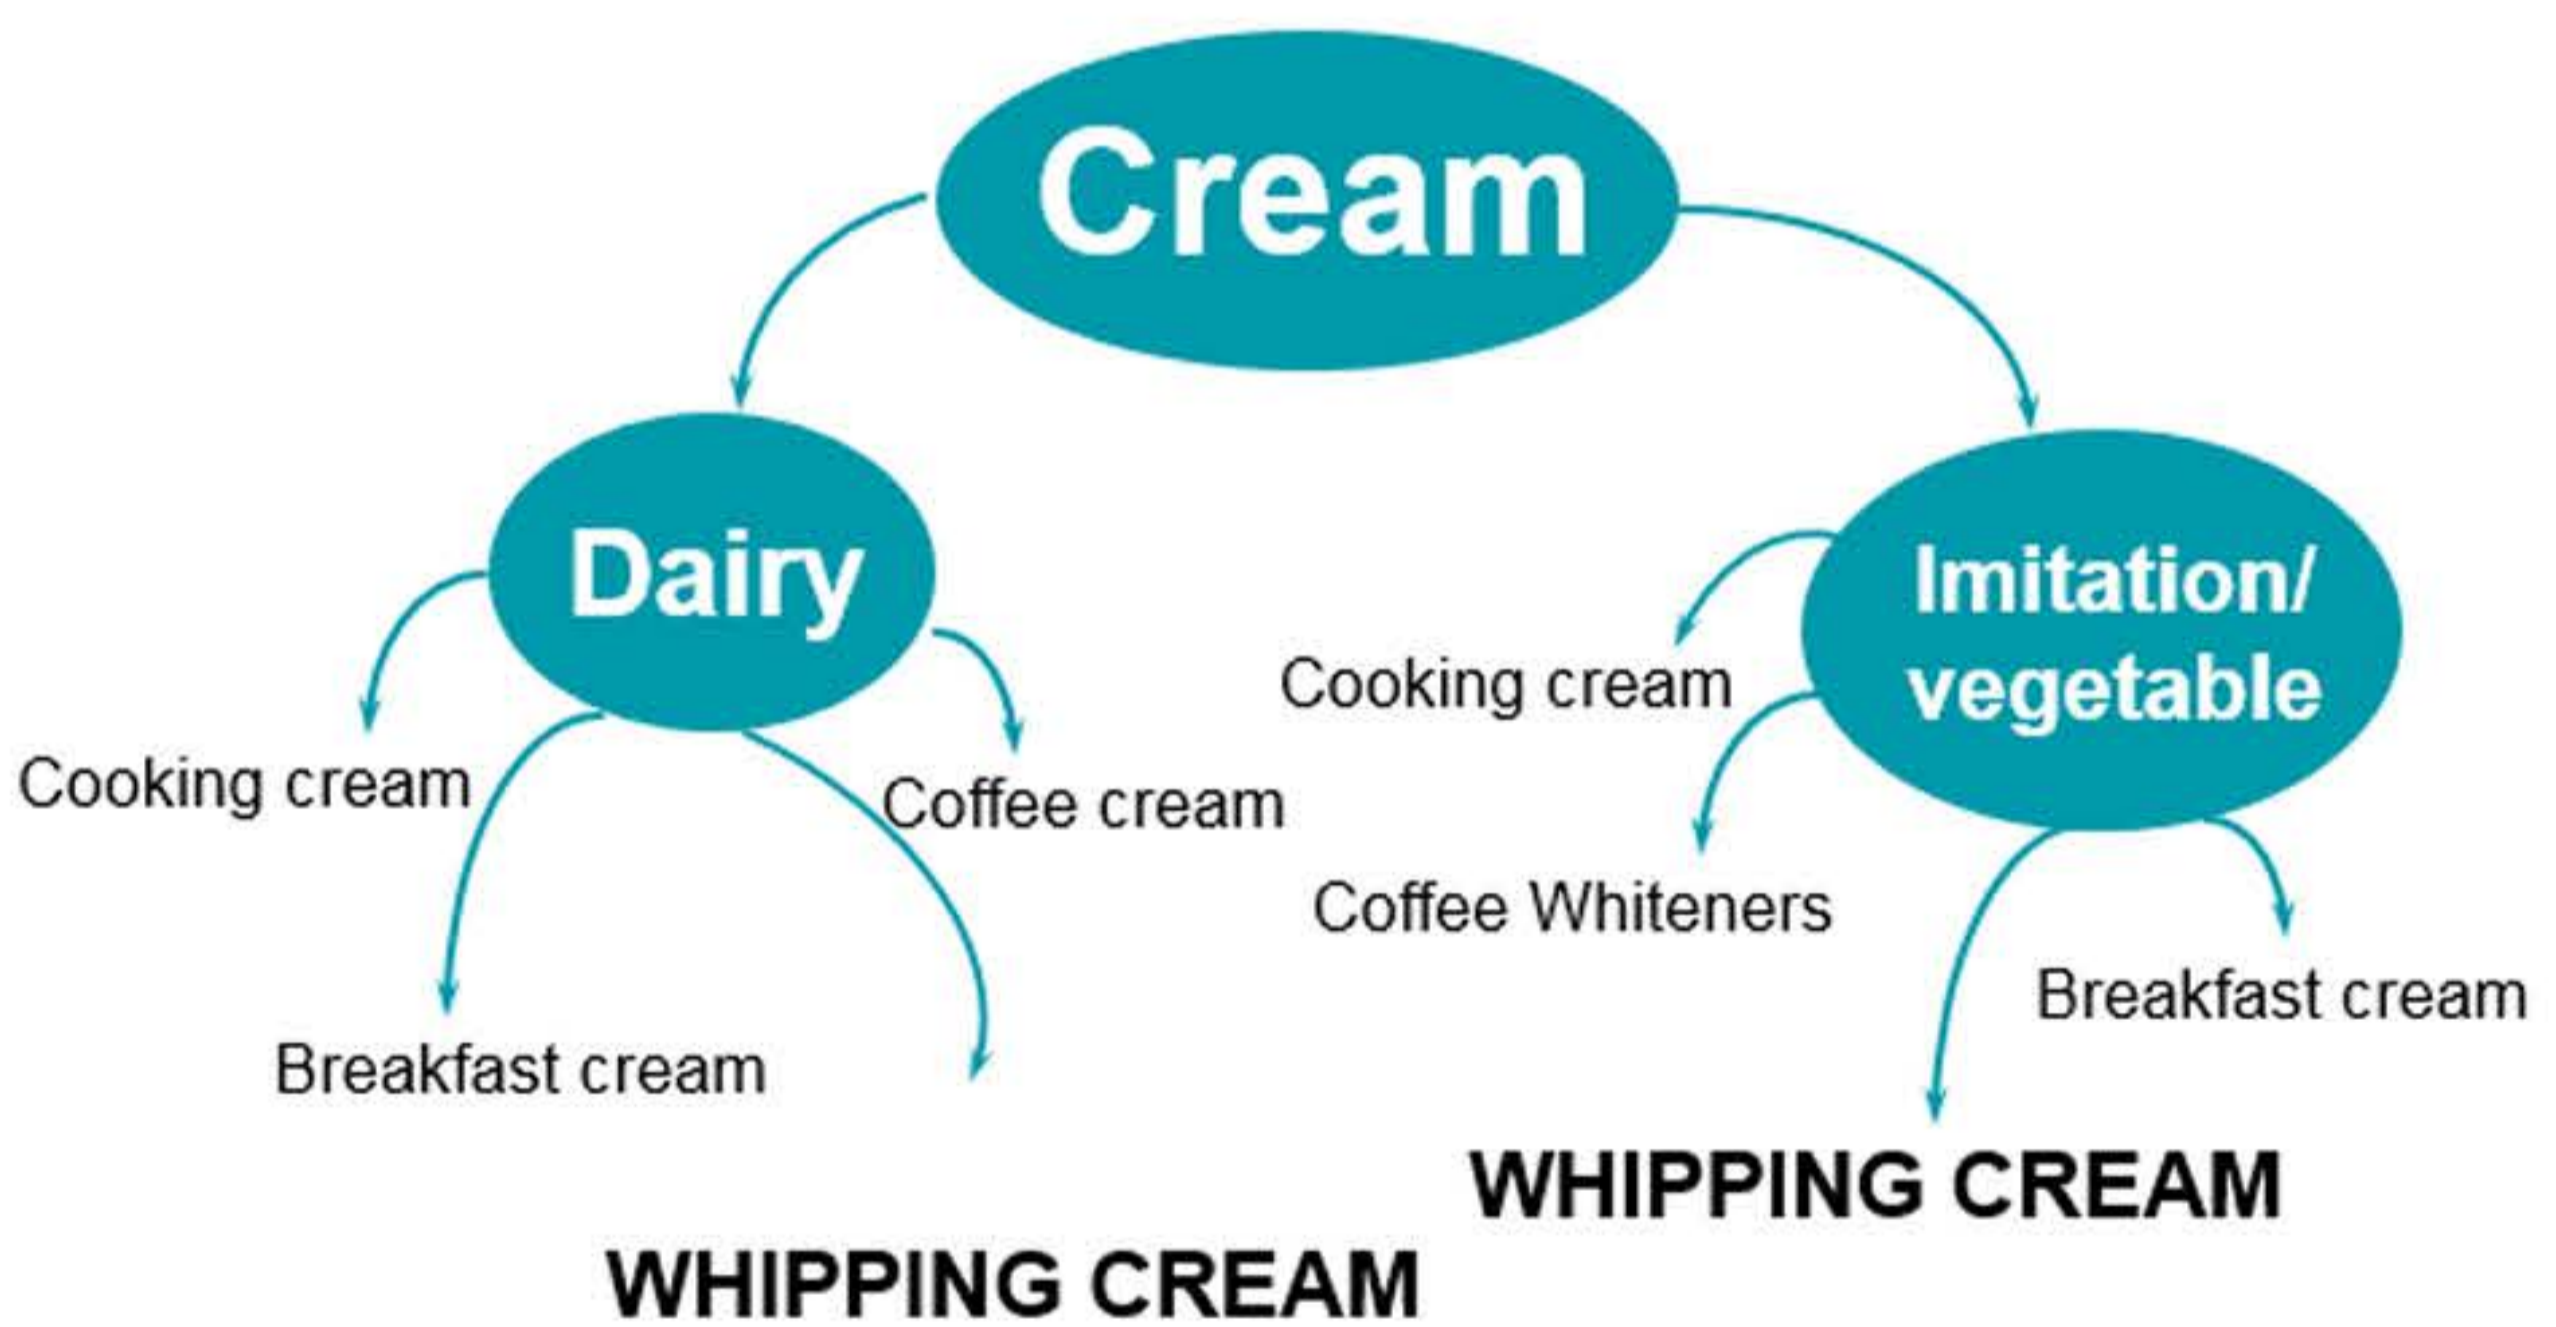 Cream
Dairy
Imitation/
vegetable
Cooking cream
Cooking cream
Coffee cream
Coffee Whiteners
Breakfast cream
Breakfast cream
WHIPPING CREAM
WHIPPING CREAM